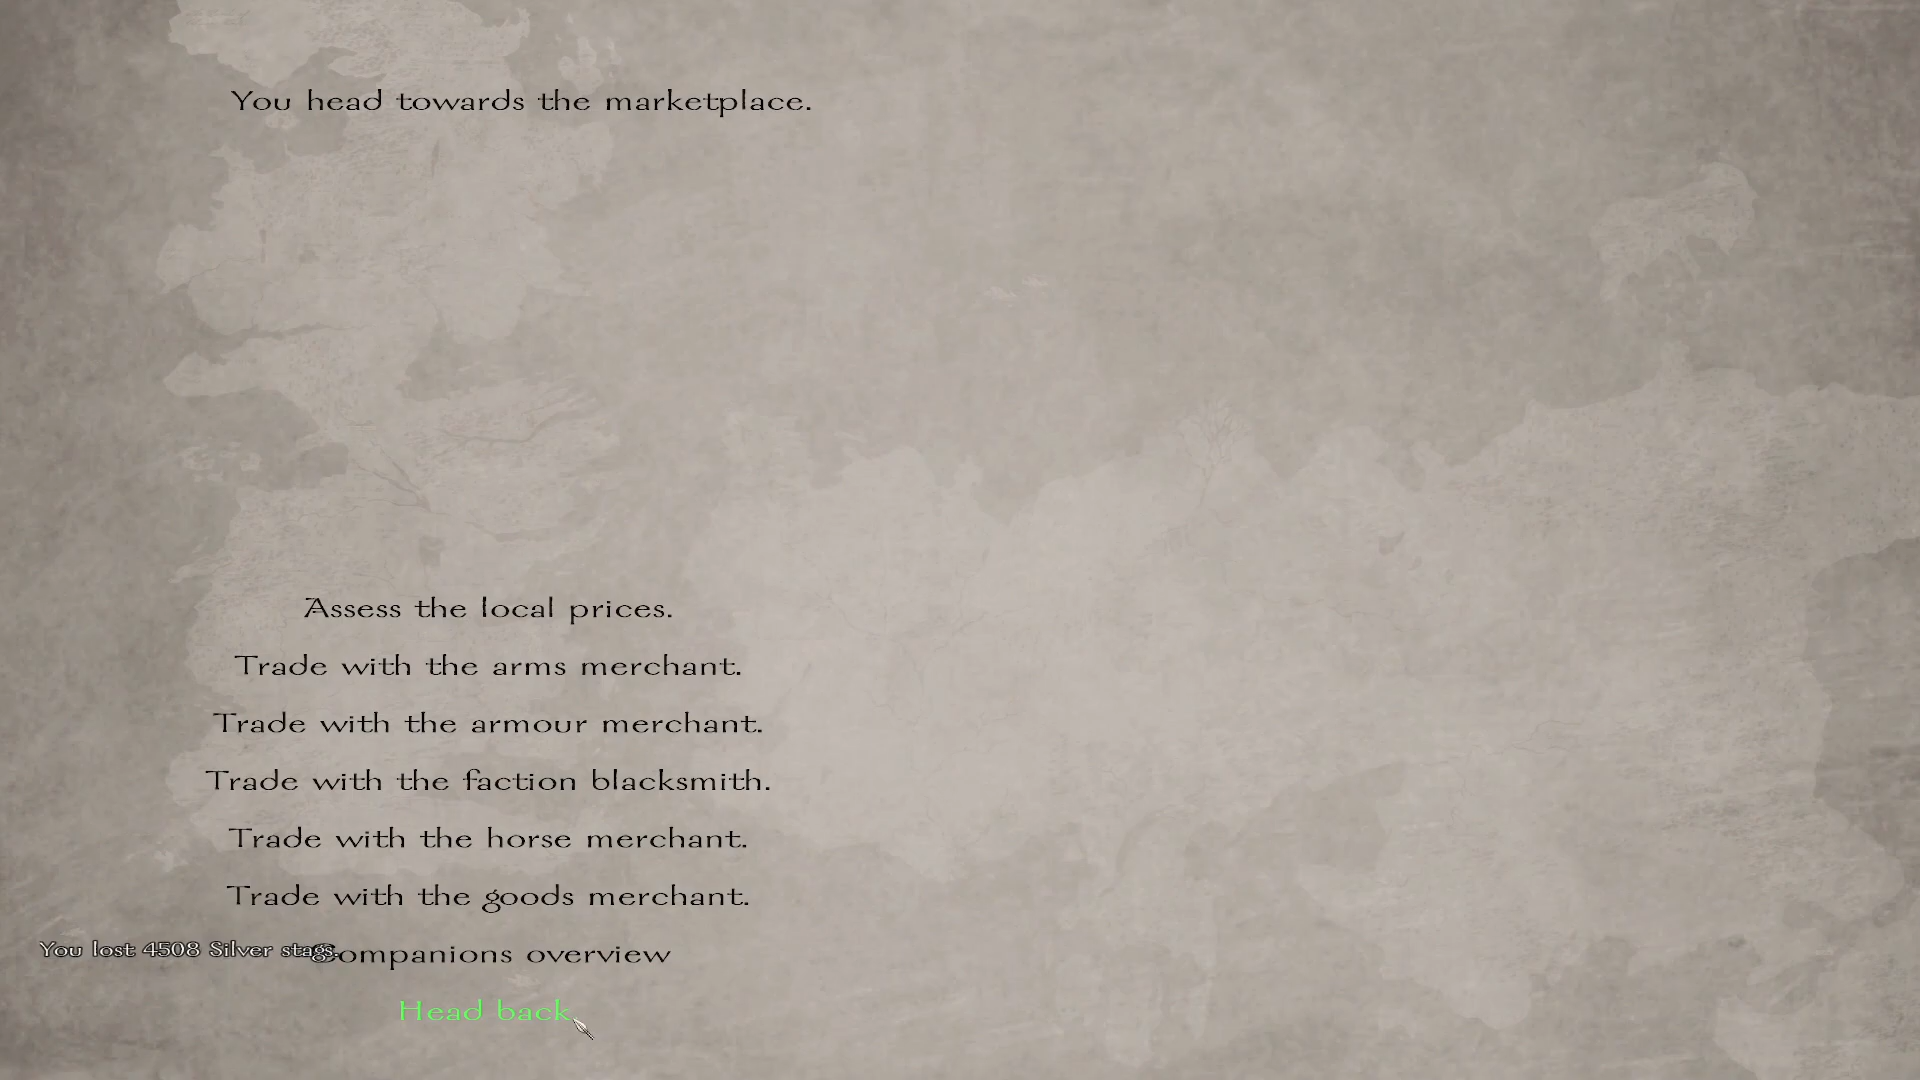 You head towards the marketplace.
Assess the local prices.
Trade with the arms merchant.
Trade with the armour merchant.
Trade with the faction blacksmith.
Trade with the horse merchant.
Trade with the goods merchant.
You lost 4508 Silver stags.
Companions overview
Head back.